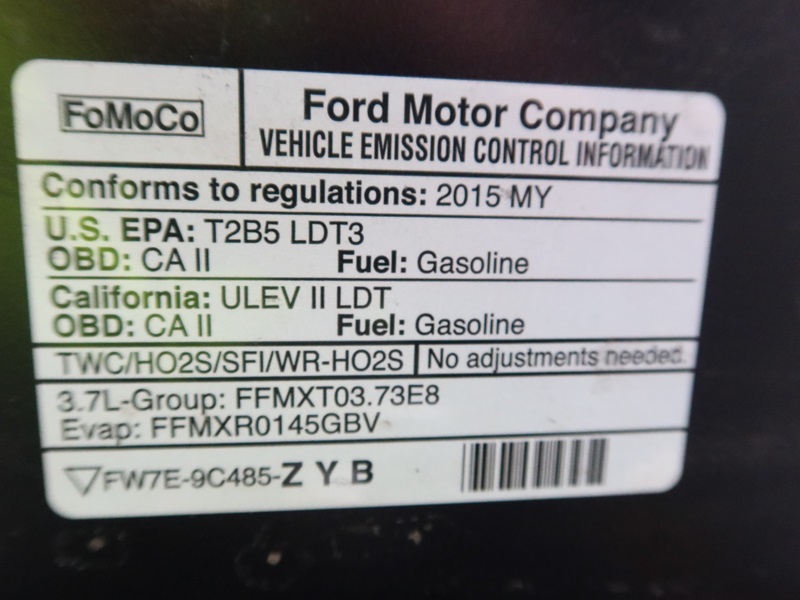 FoMoCo
Ford Motor Company
VEHICLE EMISSION CONTROL INFORMATION
Conforms to regulations: 2015 MY
U.S. EPA: T2B5 LDT3
OBD: CA II Fuel: Gasoline
California: ULEV II LDT
OBD: CA II Fuel: Gasoline
TWC/HO2S/SFI/WR-HO2S No adjustments needed.
3.7L-Group: FFMXT03.73E8
Evap: FFMXR0145GBV
FW7E-9C485-Z Y B